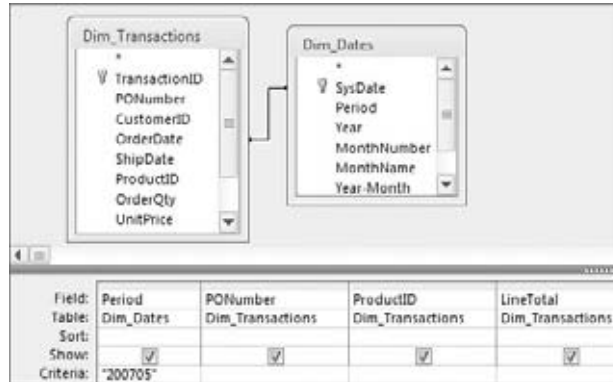 Dim_Transactions
*
TransactionID
PONumber
CustomerID
OrderDate
ShipDate
ProductID
OrderQty
UnitPrice
Dim_Dates
*
SysDate
Period
Year
MonthNumber
MonthName
Year-Month
Field: Period PONumber ProductID LineTotal
Table: Dim_Dates Dim_Transactions Dim_Transactions Dim_Transactions
Sort:
Show:
Criteria: "200705"